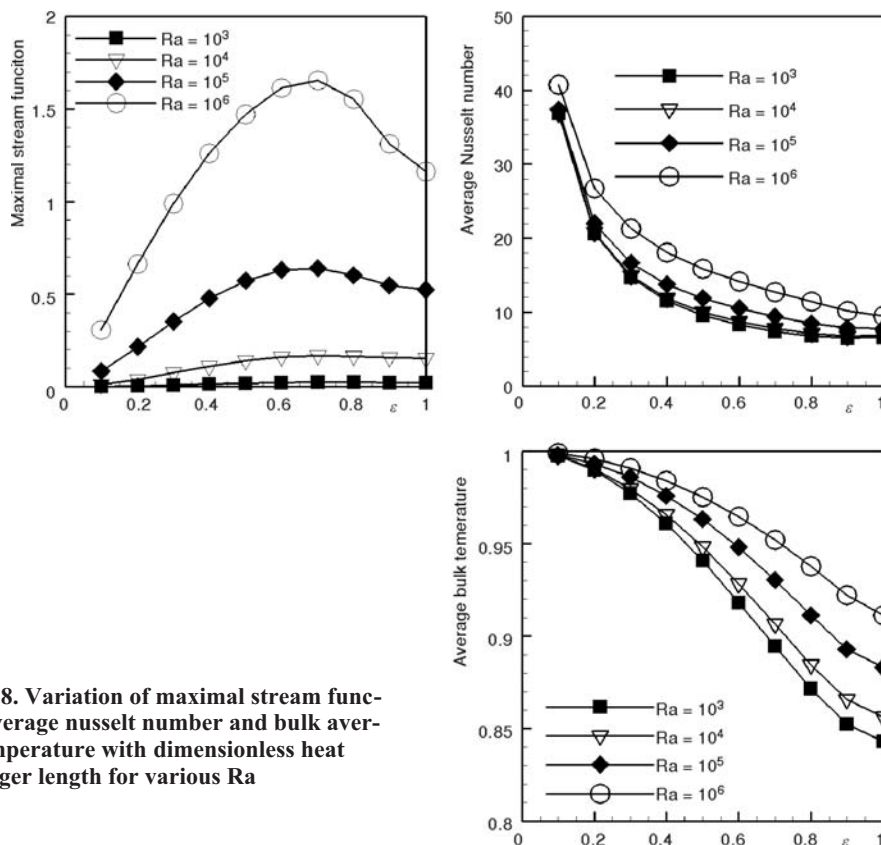 2
1.5
1
0.5
0
Maximal stream funciton
Ra = 10³
Ra = 10⁴
Ra = 10⁵
Ra = 10⁶
0 0.2 0.4 0.6 0.8 ε 1
50
40
30
20
10
0
Average Nusselt number
Ra = 10³
Ra = 10⁴
Ra = 10⁵
Ra = 10⁶
0 0.2 0.4 0.6 0.8 ε 1
1
0.95
0.9
0.85
0.8
Average bulk temerature
Ra = 10³
Ra = 10⁴
Ra = 10⁵
Ra = 10⁶
0 0.2 0.4 0.6 0.8 ε 1
8. Variation of maximal stream func-
verage nusselt number and bulk aver-
mperature with dimensionless heat
ger length for various Ra